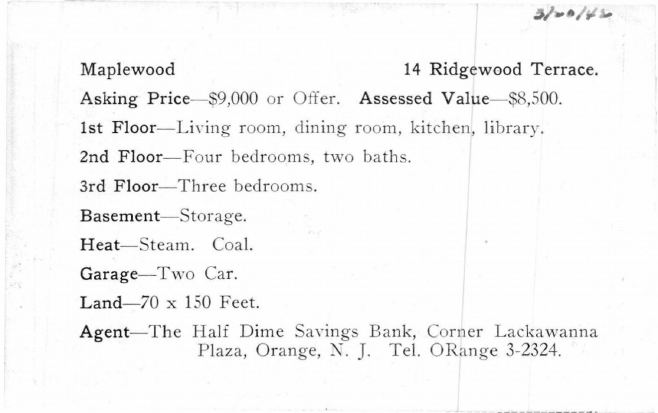 3/20/42
Maplewood 14 Ridgewood Terrace.
Asking Price—$9,000 or Offer. Assessed Value—$8,500.
1st Floor—Living room, dining room, kitchen, library.
2nd Floor—Four bedrooms, two baths.
3rd Floor—Three bedrooms.
Basement—Storage.
Heat—Steam. Coal.
Garage—Two Car.
Land—70 x 150 Feet.
Agent—The Half Dime Savings Bank, Corner Lackawanna
Plaza, Orange, N. J. Tel. ORange 3-2324.